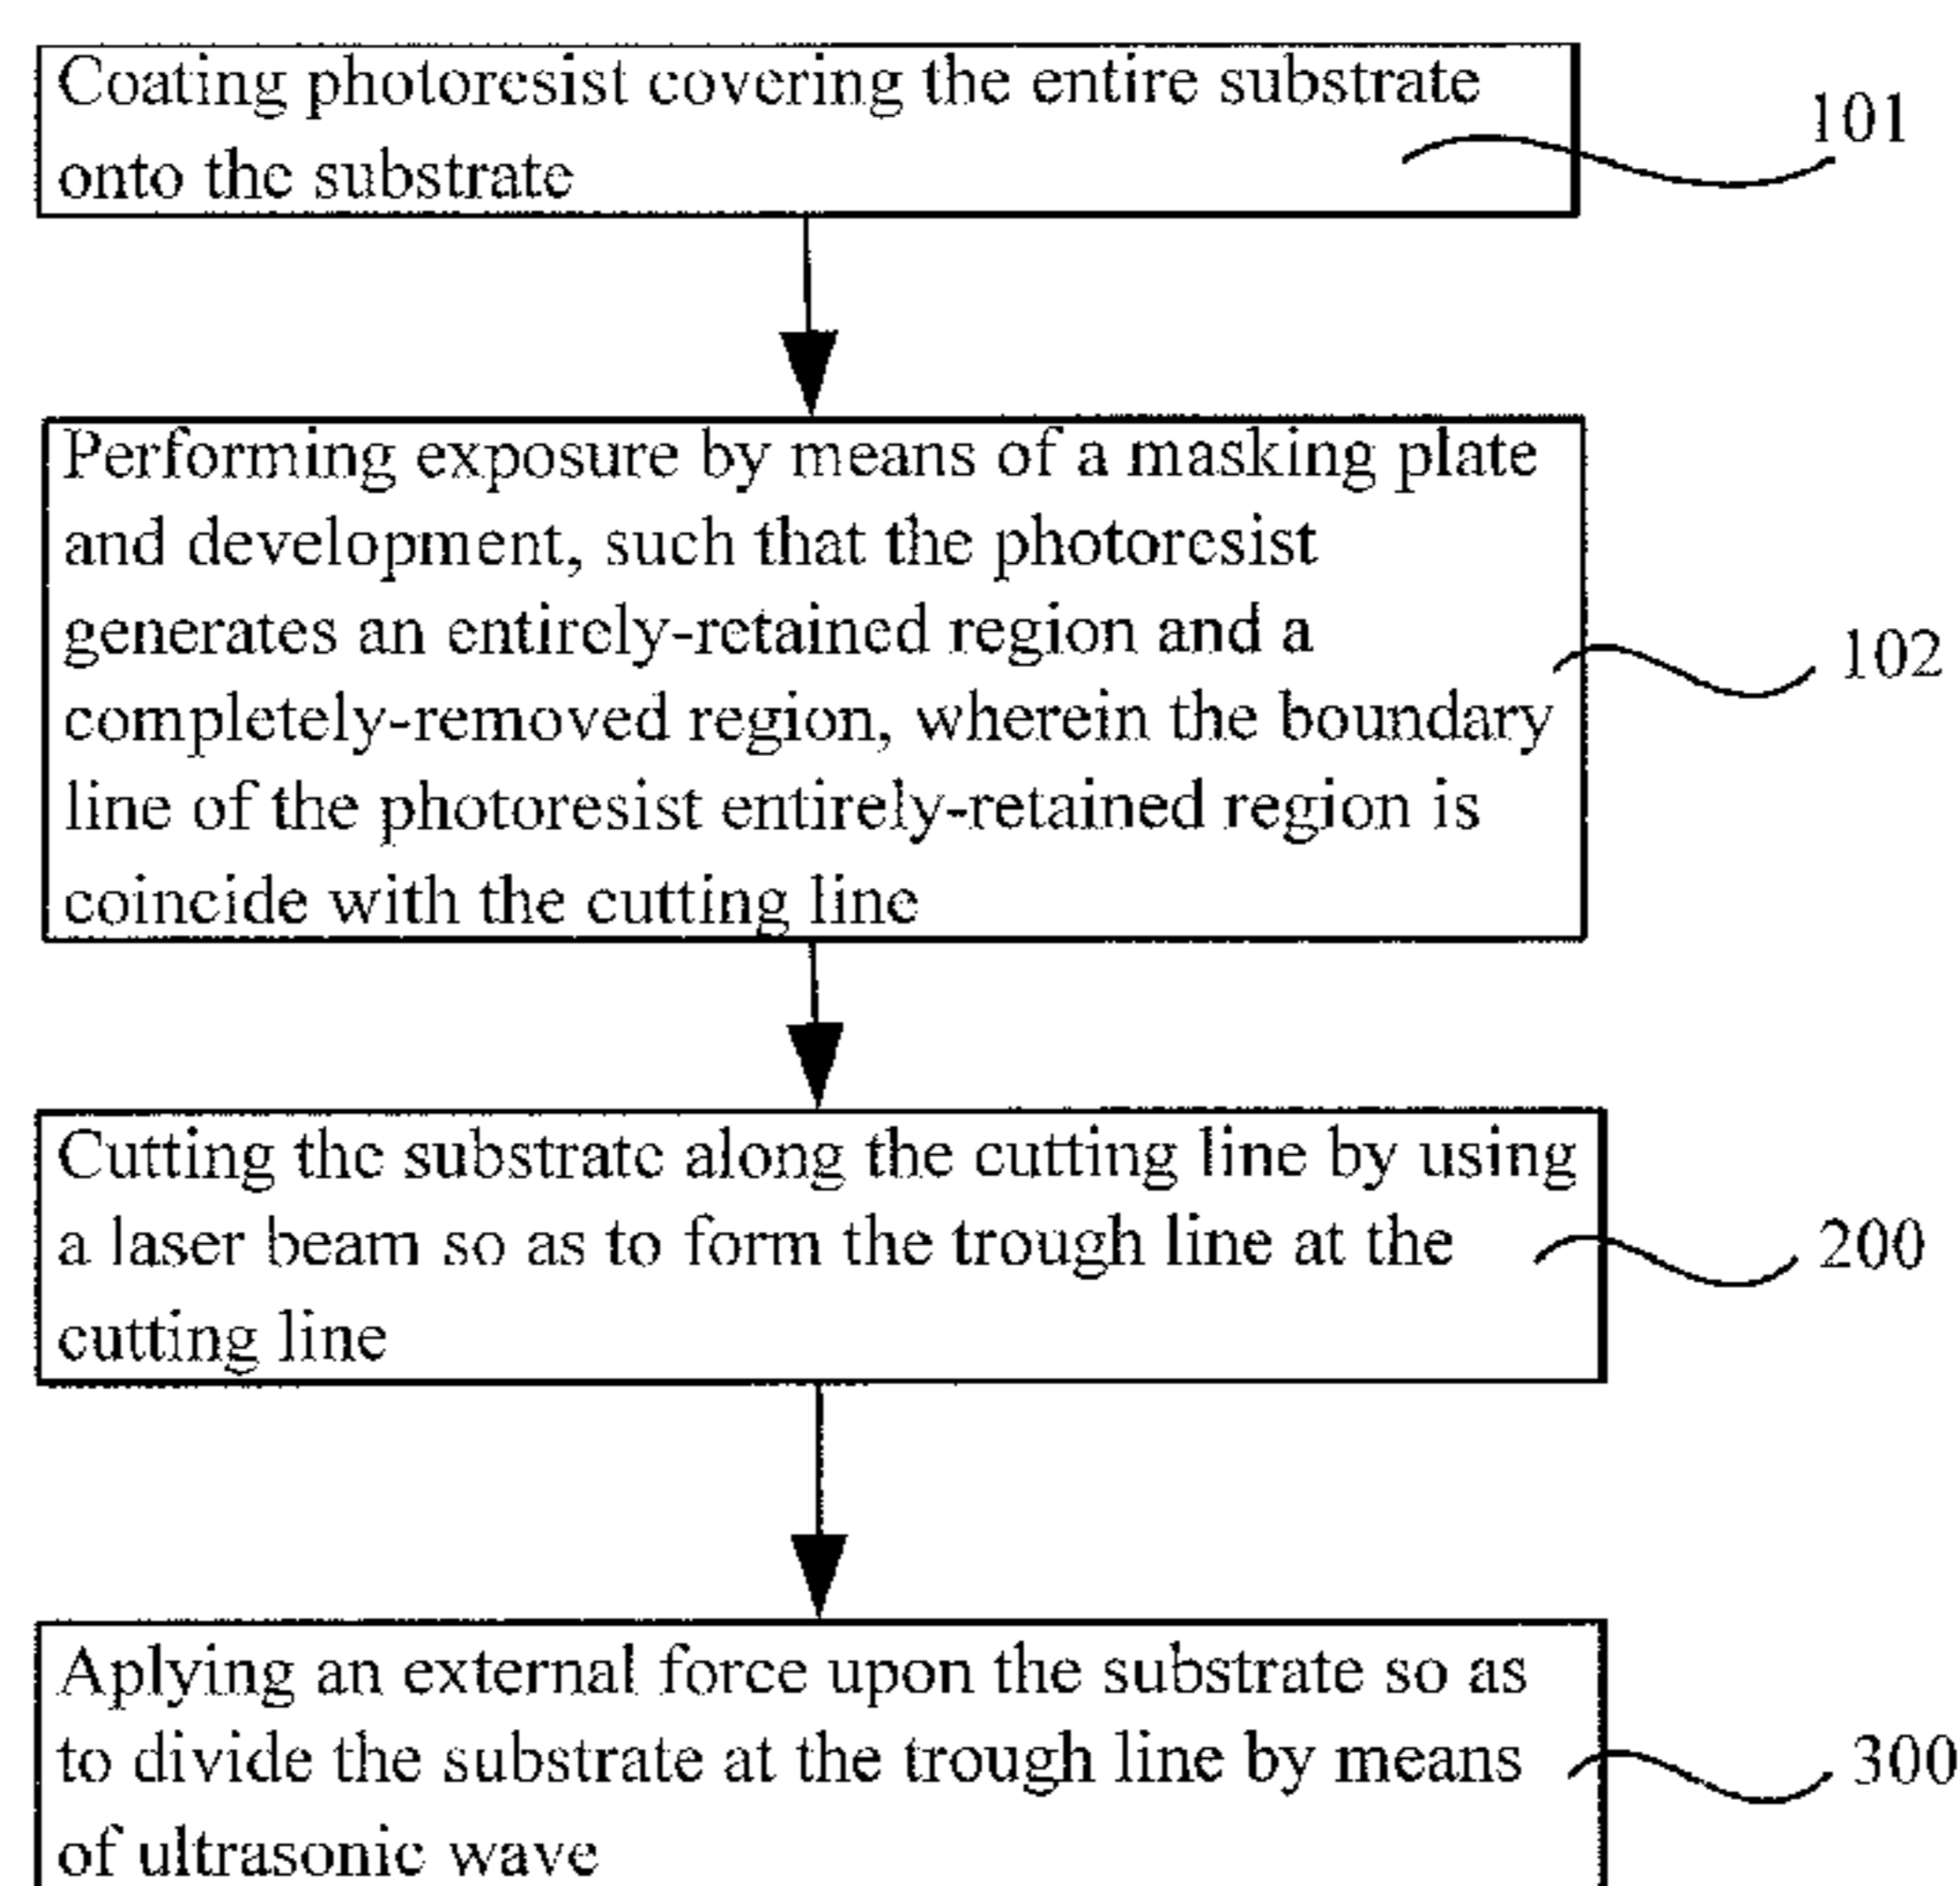 Coating photoresist covering the entire substrate
onto the substrate
101
Performing exposure by means of a masking plate
and development, such that the photoresist
generates an entirely-retained region and a
completely-removed region, wherein the boundary
line of the photoresist entirely-retained region is
coincide with the cutting line
102
Cutting the substrate along the cutting line by using
a laser beam so as to form the trough line at the
cutting line
200
Aplying an external force upon the substrate so as
to divide the substrate at the trough line by means
of ultrasonic wave
300